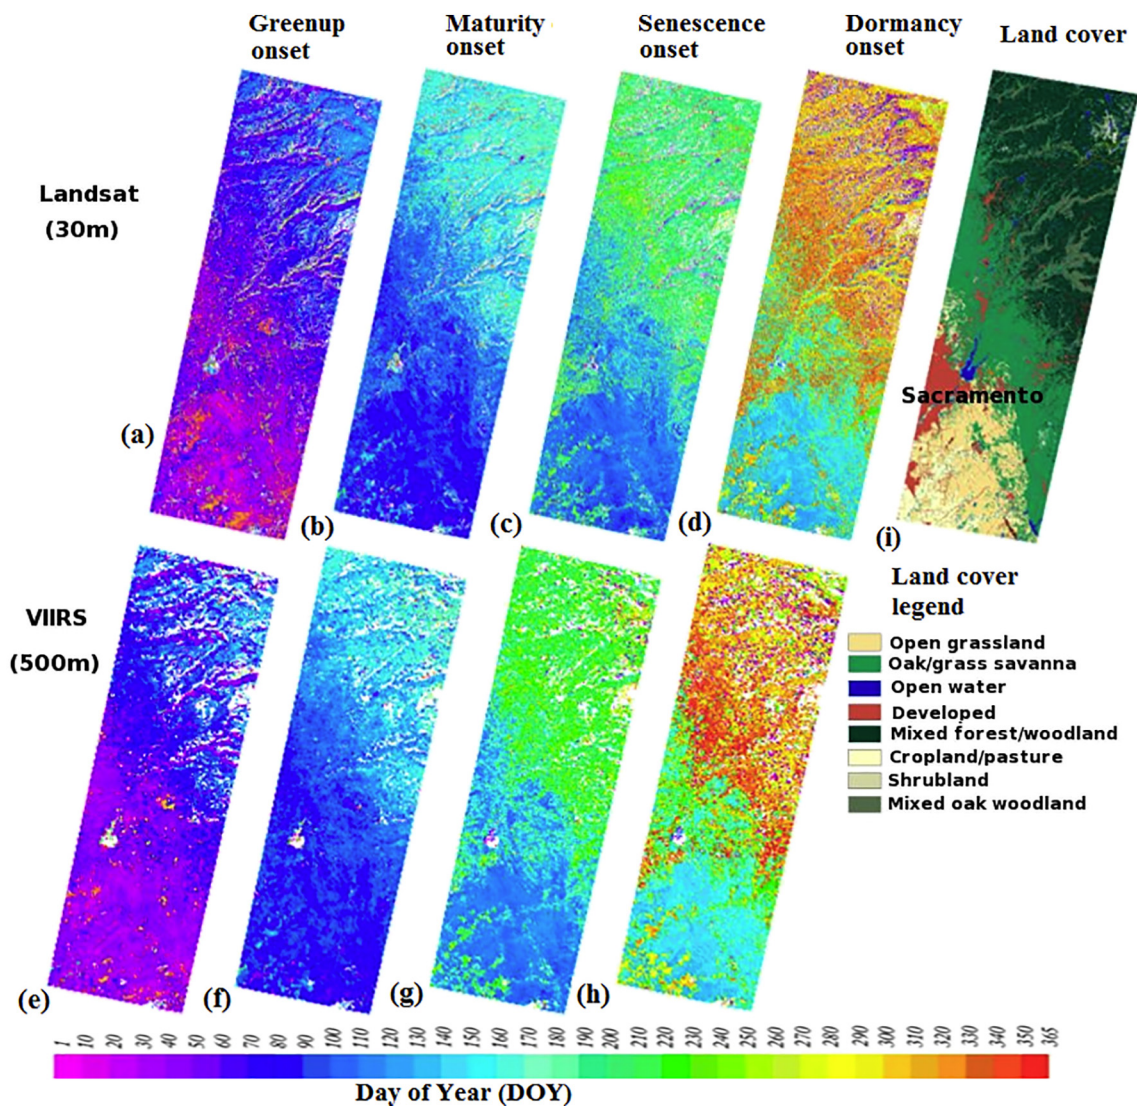 Greenup
onset
Maturity
onset
Senescence
onset
Dormancy
onset
Land cover
Landsat
(30m)
Sacramento
(a)
(b)
(c)
(d)
(i)
VIIRS
(500m)
Land cover
legend
Open grassland
Oak/grass savanna
Open water
Developed
Mixed forest/woodland
Cropland/pasture
Shrubland
Mixed oak woodland
(e)
(f)
(g)
(h)
1 10 20 30 40 50 60 70 80 90 100 110 120 130 140 150 160 170 180 190 200 210 220 230 240 250 260 270 280 290 300 310 320 330 340 350 365
Day of Year (DOY)